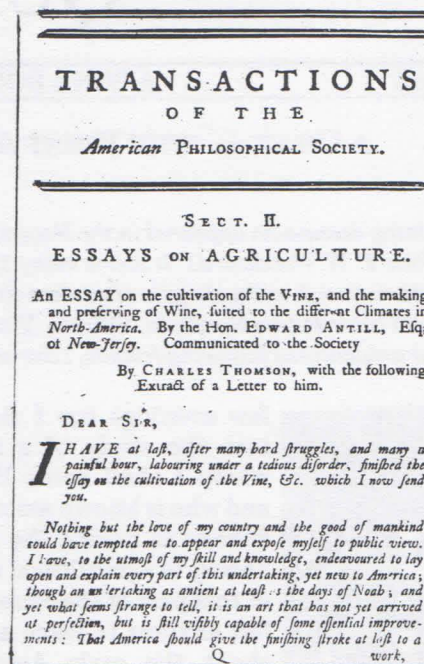 TRANSACTIONS
OF THE
American PHILOSOPHICAL SOCIETY.
SECT. II.
ESSAYS ON AGRICULTURE.
AN ESSAY on the cultivation of the VINE, and the making
and preserving of Wine, suited to the different Climates in
North-America. By the Hon. EDWARD ANTILL, Esq;
of New-Jersey. Communicated to the Society
By CHARLES THOMSON, with the following
Extract of a Letter to him.
DEAR SIR,
I HAVE at laſt, after many hard ſtruggles, and many a
painful hour, labouring under a tedious diſorder, finiſhed the
eſſay on the cultivation of the Vine, &c. which I now ſend
you.
Nothing but the love of my country and the good of mankind
could have tempted me to appear and expoſe myſelf to public view.
I have, to the utmoſt of my ſkill and knowledge, endeavoured to lay
open and explain every part of this undertaking, yet new to America;
though an undertaking as antient at leaſt as the days of Noah; and
yet what ſeems ſtrange to tell, it is an art that has not yet arrived
at perfection, but is ſtill viſibly capable of ſome eſſential improve-
ments: That America ſhould give the finiſhing ſtroke at laſt to a
Q work,